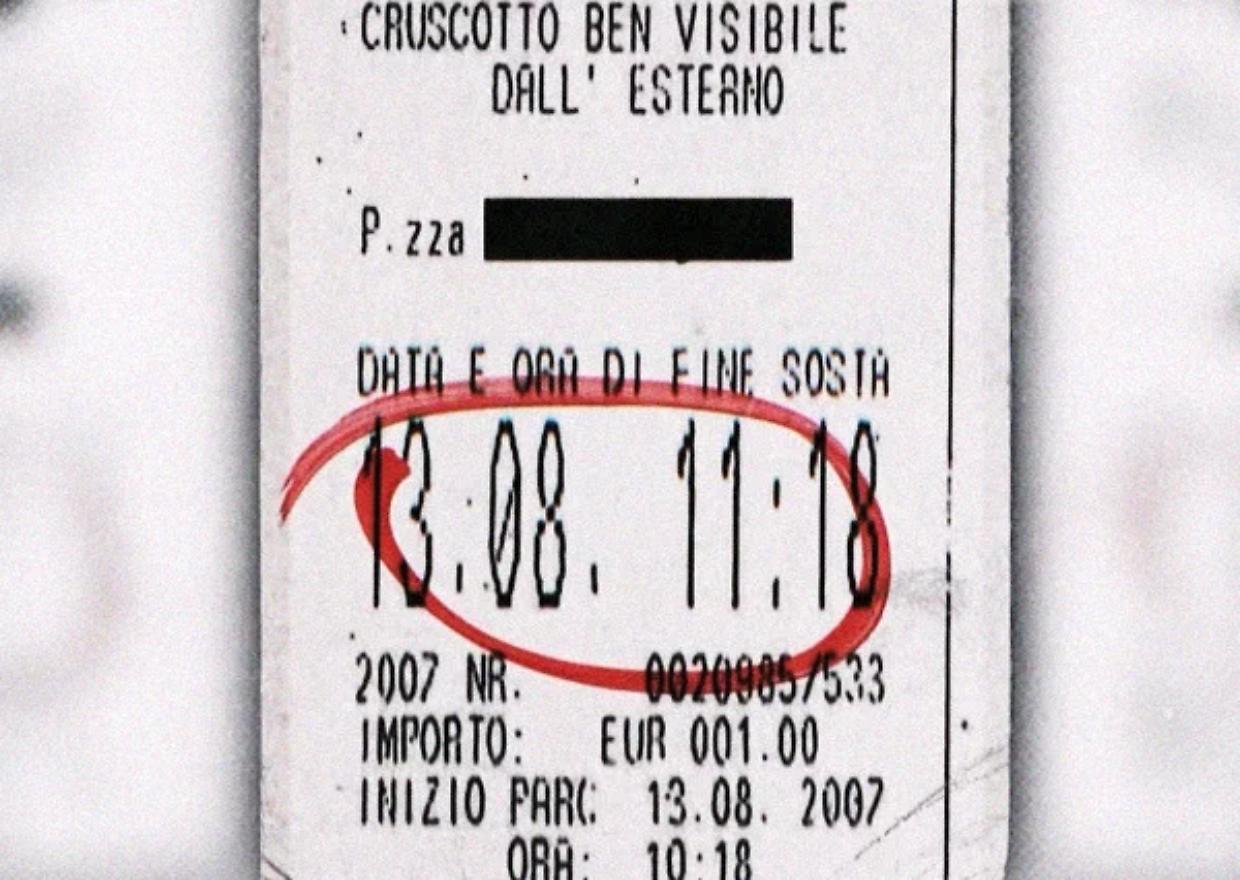 CRUSCOTTO BEN VISIBILE
DALL' ESTERNO
P.zza
DATA E ORA DI FINE SOSTA
13.08. 11:18
2007 NR. 0020985/533
IMPORTO: EUR 001.00
INIZIO PARC 13.08. 2007
ORA: 10:18